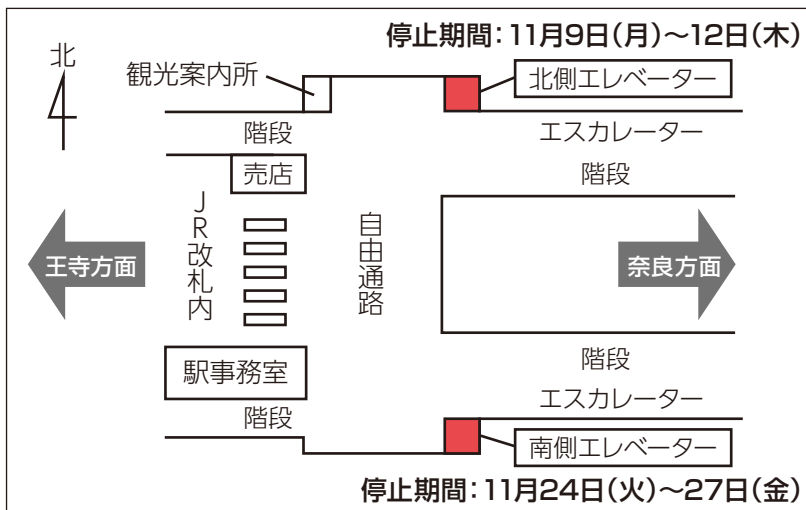 停止期間：11月9日(月)～12日(木)
北
観光案内所
北側エレベーター
階段
エスカレーター
売店
階段
JR改札内
自由通路
王寺方面
奈良方面
駅事務室
階段
階段
エスカレーター
南側エレベーター
停止期間：11月24日(火)～27日(金)